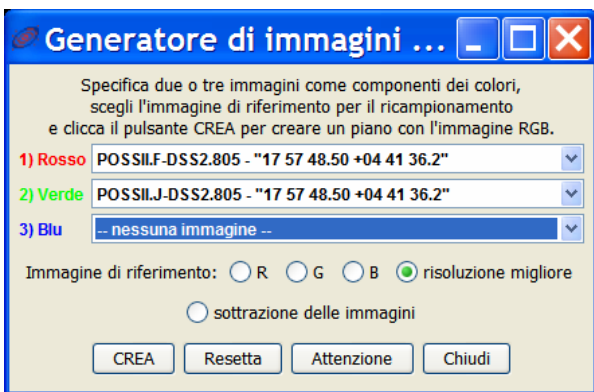 Generatore di immagini ...
Specifica due o tre immagini come componenti dei colori,
scegli l'immagine di riferimento per il ricampionamento
e clicca il pulsante CREA per creare un piano con l'immagine RGB.
1) Rosso POSSII.F-DSS2.805 - "17 57 48.50 +04 41 36.2"
2) Verde POSSII.J-DSS2.805 - "17 57 48.50 +04 41 36.2"
3) Blu -- nessuna immagine --
Immagine di riferimento: R G B risoluzione migliore
sottrazione delle immagini
CREA Resetta Attenzione Chiudi